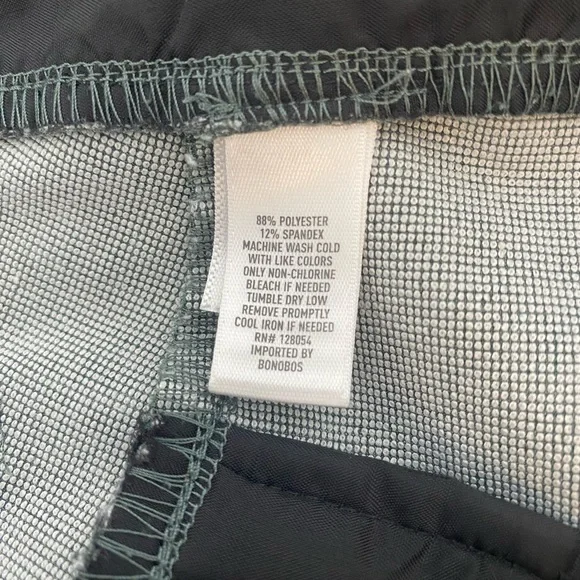 88% POLYESTER
12% SPANDEX
MACHINE WASH COLD
WITH LIKE COLORS
ONLY NON-CHLORINE
BLEACH IF NEEDED
TUMBLE DRY LOW
REMOVE PROMPTLY
COOL IRON IF NEEDED
RN# 128054
IMPORTED BY
BONOBOS